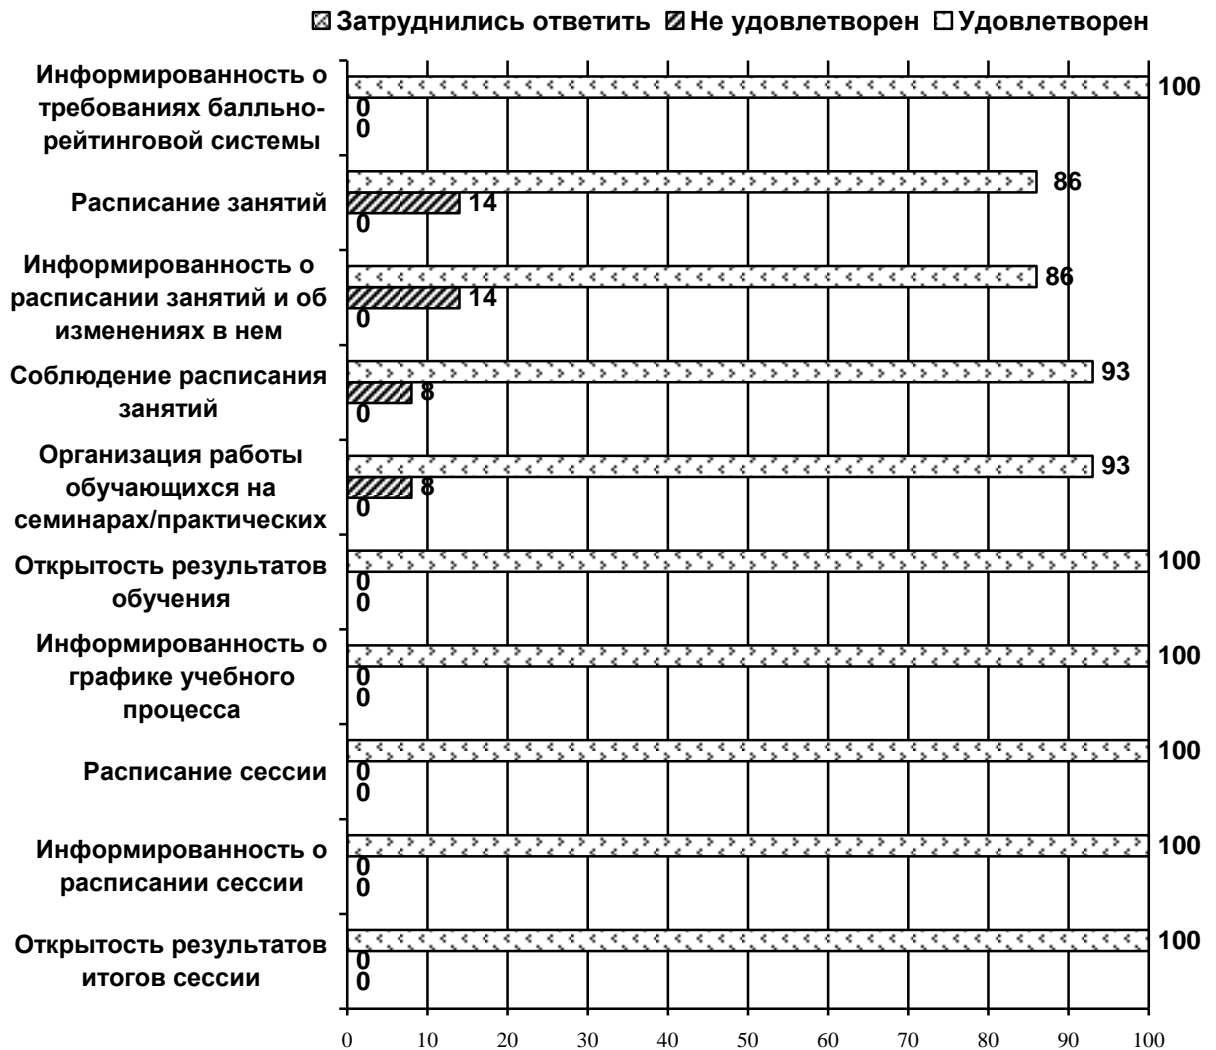 Затруднились ответить Не удовлетворен Удовлетворен
Информированность о
требованиях балльно-
рейтинговой системы
100
0
0
Расписание занятий
86
14
0
Информированность о
расписании занятий и об
изменениях в нем
86
14
0
Соблюдение расписания
занятий
93
8
0
Организация работы
обучающихся на
семинарах/практических
93
8
0
Открытость результатов
обучения
100
0
0
Информированность о
графике учебного
процесса
100
0
0
Расписание сессии
100
0
0
Информированность о
расписании сессии
100
0
0
Открытость результатов
итогов сессии
100
0
0
0 10 20 30 40 50 60 70 80 90 100